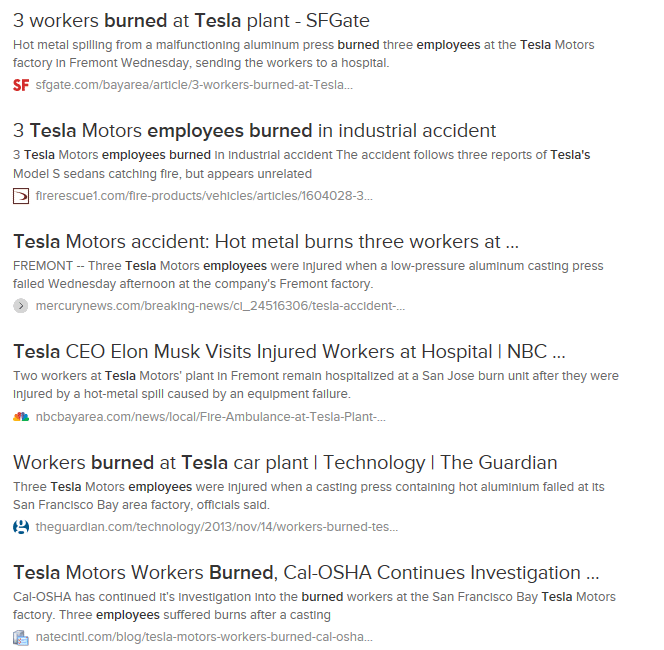 3 workers burned at Tesla plant - SFGate
Hot metal spilling from a malfunctioning aluminum press burned three employees at the Tesla Motors
factory in Fremont Wednesday, sending the workers to a hospital.
SF sfgate.com/bayarea/article/3-workers-burned-at-Tesla...
3 Tesla Motors employees burned in industrial accident
3 Tesla Motors employees burned in industrial accident The accident follows three reports of Tesla's
Model S sedans catching fire, but appears unrelated
firerescue1.com/fire-products/vehicles/articles/1604028-3...
Tesla Motors accident: Hot metal burns three workers at ...
FREMONT -- Three Tesla Motors employees were injured when a low-pressure aluminum casting press
failed Wednesday afternoon at the company's Fremont factory.
mercurynews.com/breaking-news/ci_24516306/tesla-accident-...
Tesla CEO Elon Musk Visits Injured Workers at Hospital | NBC ...
Two workers at Tesla Motors' plant in Fremont remain hospitalized at a San Jose burn unit after they were
injured by a hot-metal spill caused by an equipment failure.
nbcbayarea.com/news/local/Fire-Ambulance-at-Tesla-Plant-...
Workers burned at Tesla car plant | Technology | The Guardian
Three Tesla Motors employees were injured when a casting press containing hot aluminium failed at its
San Francisco Bay area factory, officials said.
theguardian.com/technology/2013/nov/14/workers-burned-tes...
Tesla Motors Workers Burned, Cal-OSHA Continues Investigation ...
Cal-OSHA has continued it's investigation into the burned workers at the San Francisco Bay Tesla Motors
factory. Three employees suffered burns after a casting
natecintl.com/blog/tesla-motors-workers-burned-cal-osha...